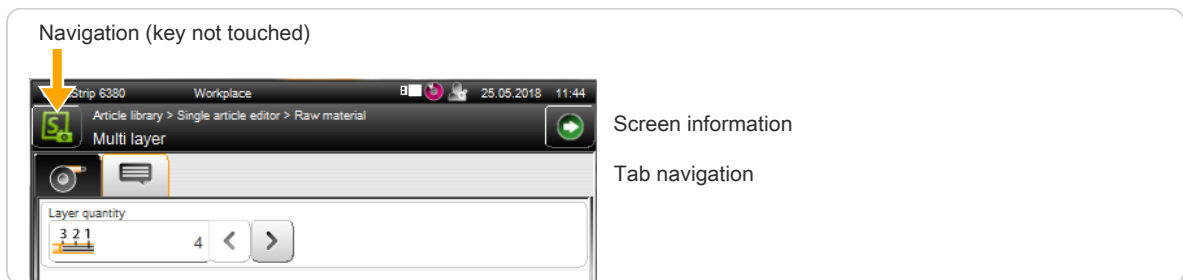 Navigation (key not touched)
Strip 6380 Workplace 25.05.2018 11:44
Article library > Single article editor > Raw material
Multi layer
Screen information
Tab navigation
Layer quantity
3 2 1
4